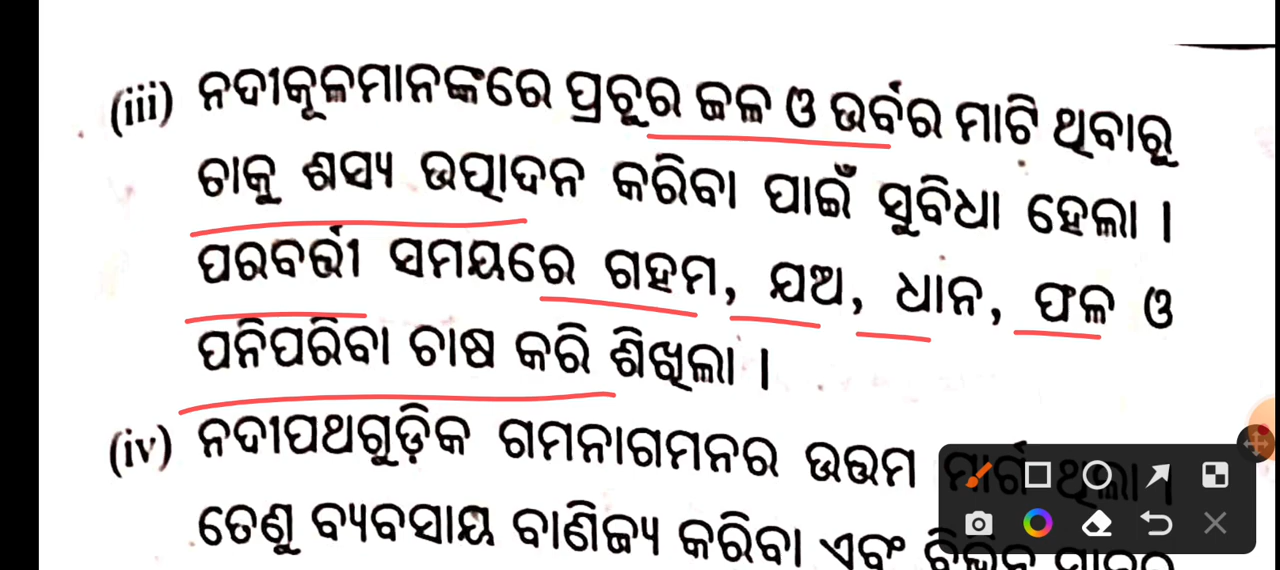 (iii) ନଦୀକୂଳମାନଙ୍କରେ ପ୍ରଚୁର ଜଳ ଓ ଉର୍ବର ମାଟି ଥିବାରୁ
ତାକୁ ଶସ୍ୟ ଉତ୍ପାଦନ କରିବା ପାଇଁ ସୁବିଧା ହେଲା ।
ପରବର୍ତ୍ତୀ ସମୟରେ ଗହମ, ଯଅ, ଧାନ, ଫଳ ଓ
ପନିପରିବା ଚାଷ କରି ଶିଖିଲା ।
(iv) ନଦୀପଥଗୁଡ଼ିକ ଗମନାଗମନର ଉତ୍ତମ ମାର୍ଗ ଥିଲା ।
ତେଣୁ ବ୍ୟବସାୟ ବାଣିଜ୍ୟ କରିବା ଏବଂ